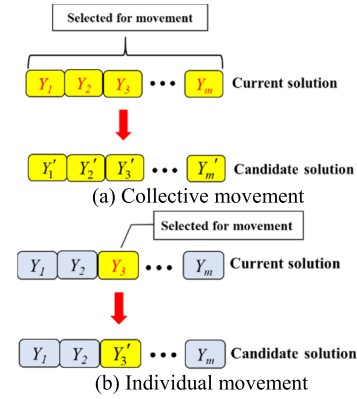 Selected for movement
Y1 Y2 Y3 ••• Ym Current solution
Y1′ Y2′ Y3′ ••• Ym′ Candidate solution
(a) Collective movement
Selected for movement
Y1 Y2 Y3 ••• Ym Current solution
Y1 Y2 Y3′ ••• Ym Candidate solution
(b) Individual movement